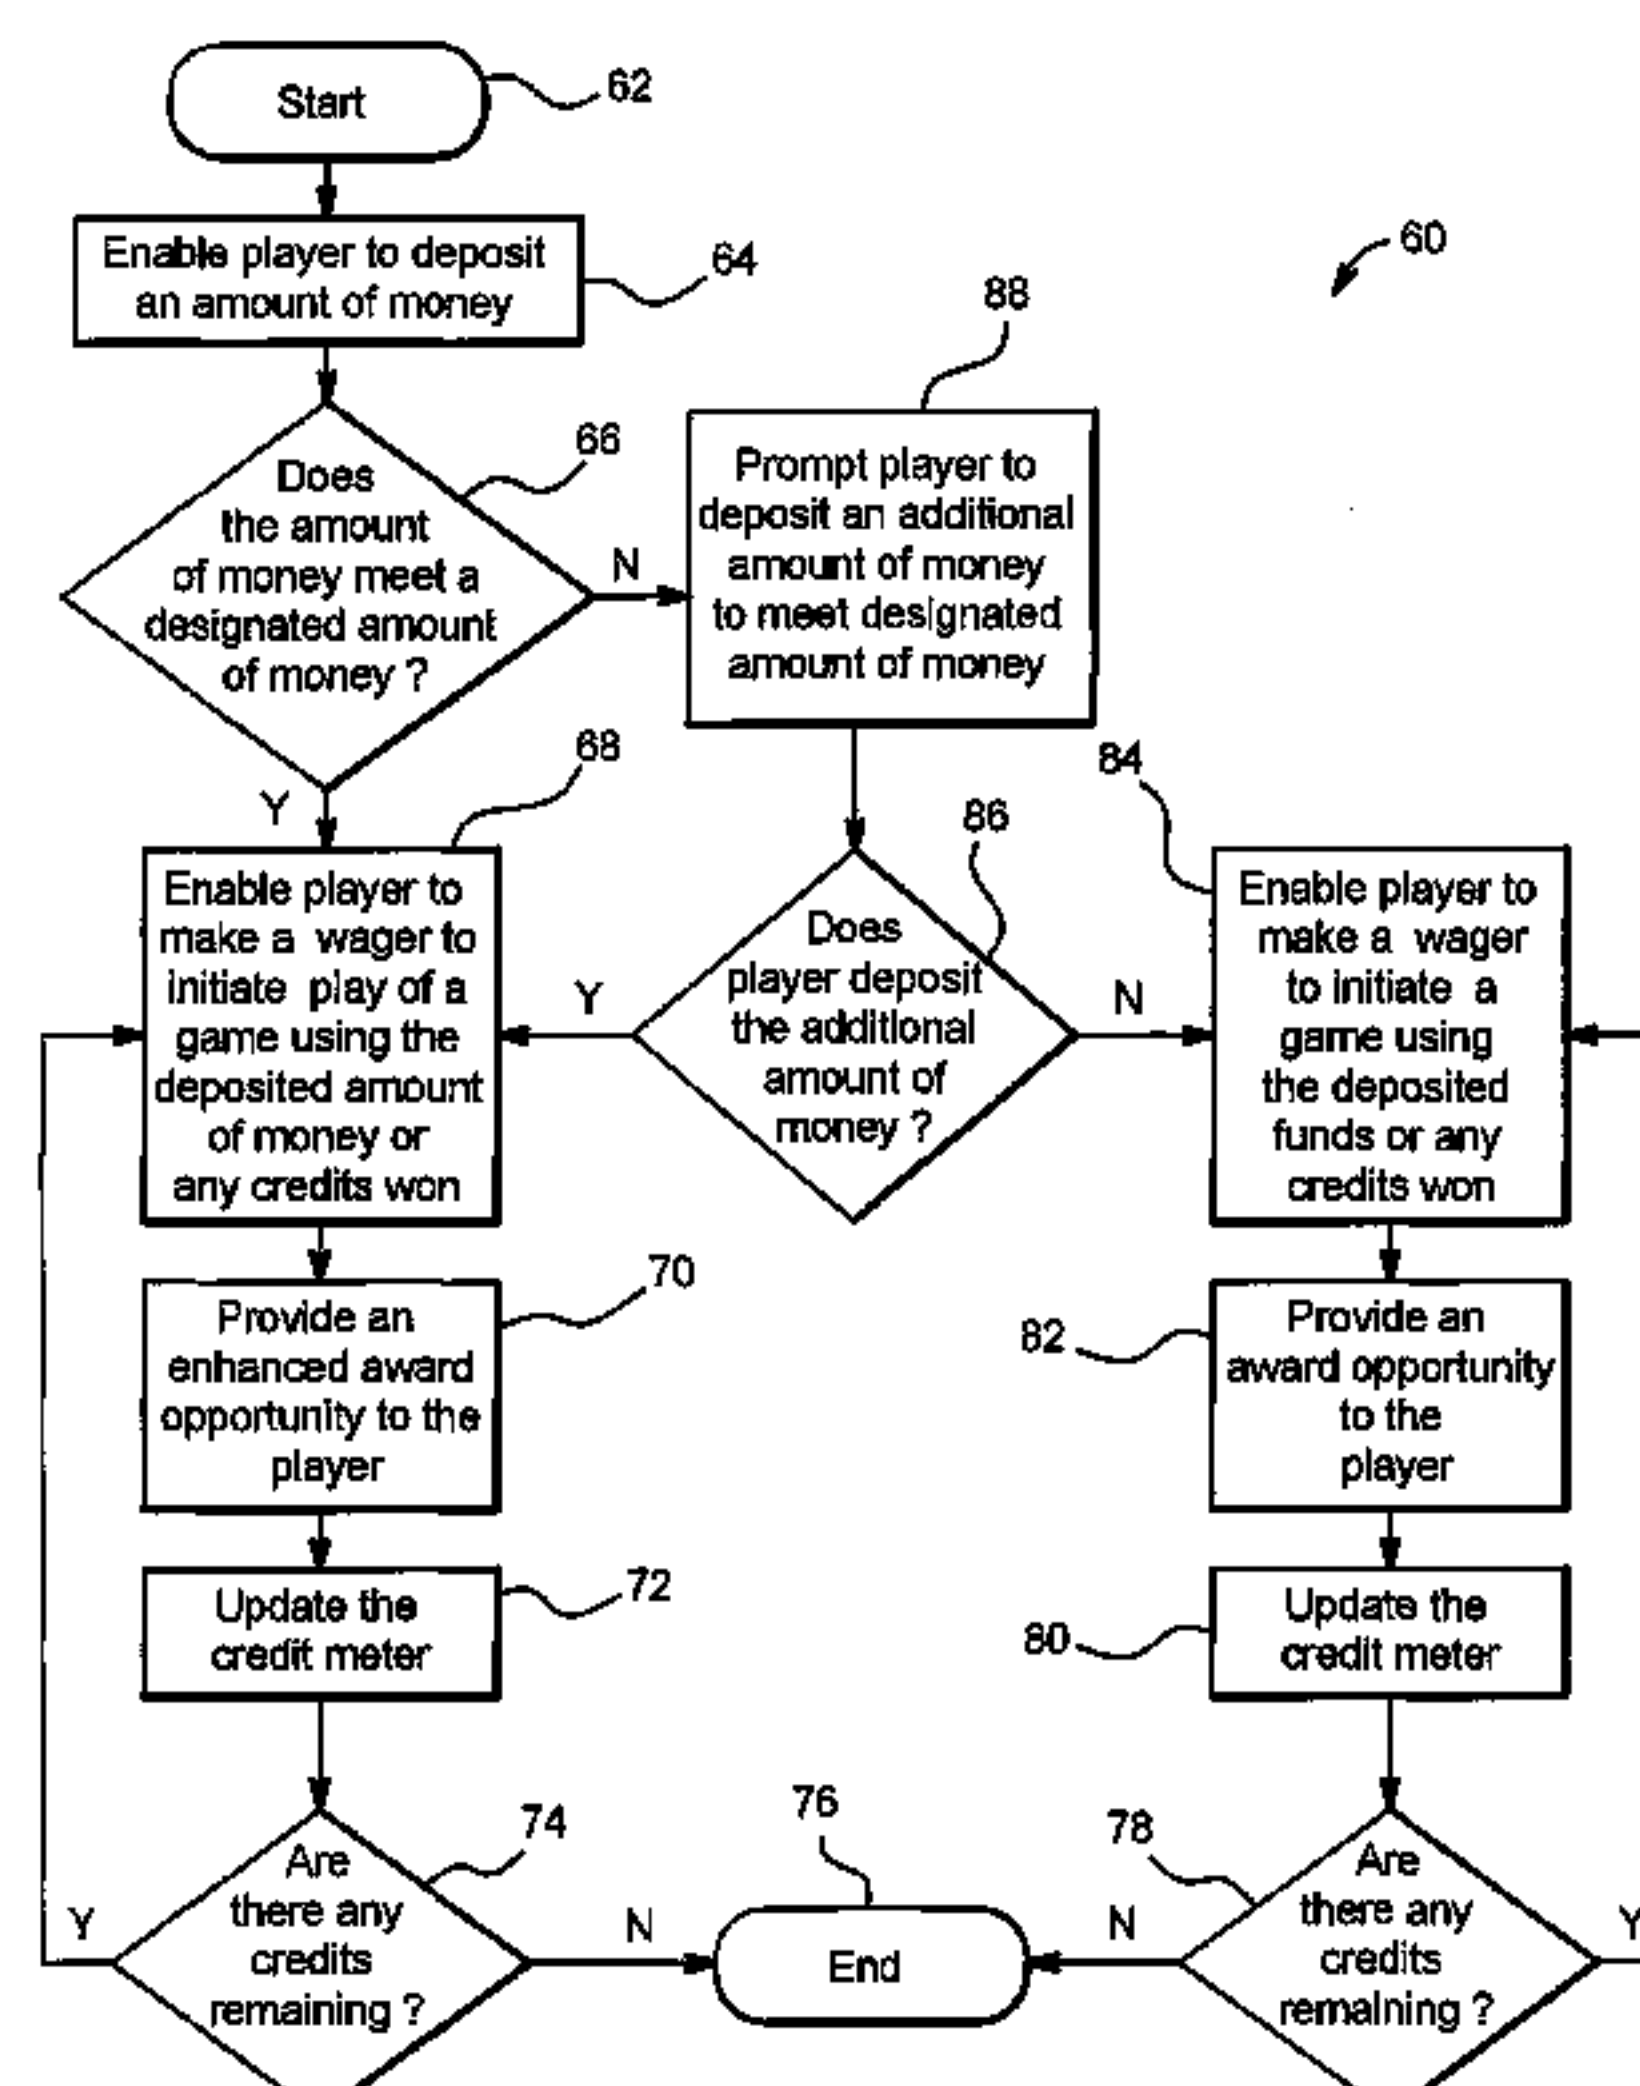 Start
62
Enable player to deposit
an amount of money
64
60
88
66
Does
the amount
of money meet a
designated amount
of money ?
N
Prompt player to
deposit an additional
amount of money
to meet designated
amount of money
Y
68
84
86
Enable player to
make a wager to
initiate play of a
game using the
deposited amount
of money or
any credits won
Y
Does
player deposit
the additional
amount of
money ?
N
Enable player to
make a wager
to initiate a
game using
the deposited
funds or any
credits won
70
Provide an
enhanced award
opportunity to the
player
82
Provide an
award opportunity
to the
player
72
Update the
credit meter
80
Update the
credit meter
74
76
78
Y
Are
there any
credits
remaining ?
N
End
N
Are
there any
credits
remaining ?
Y